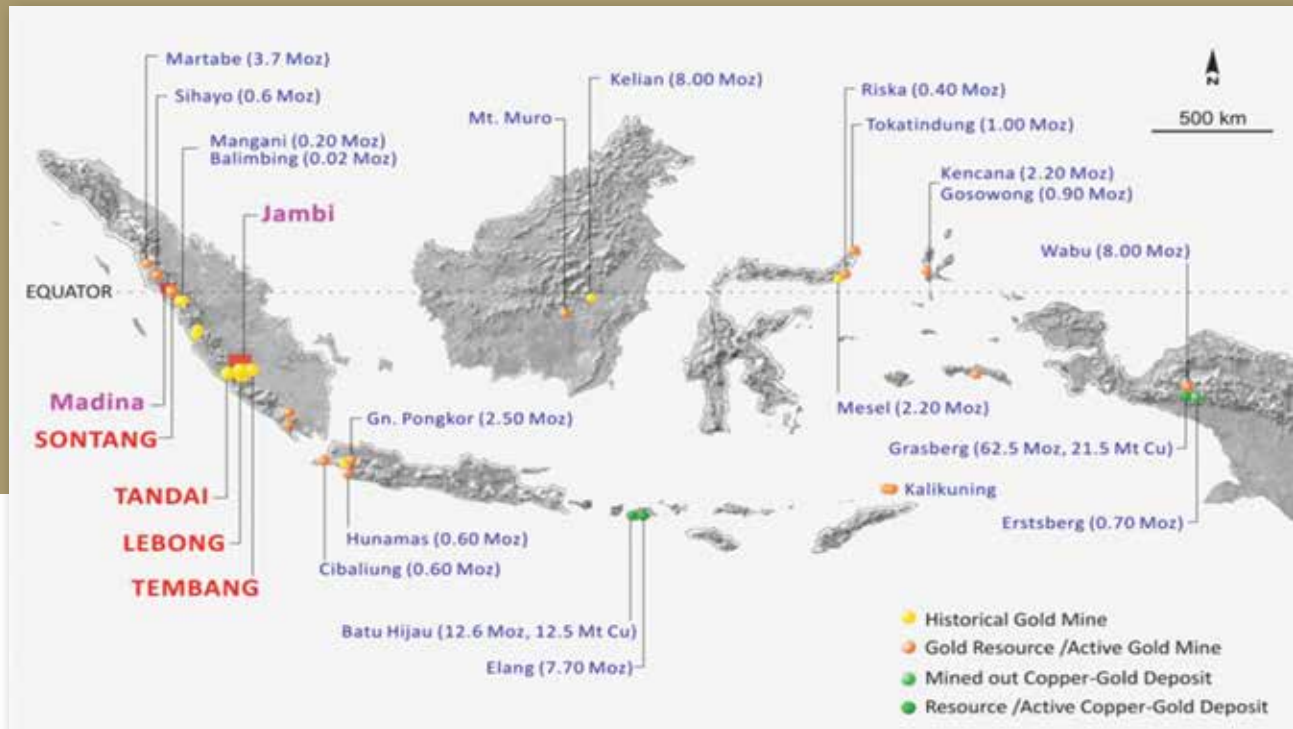 Martabe (3.7 Moz)
Sihayo (0.6 Moz)
Mangani (0.20 Moz)
Balimbing (0.02 Moz)
Jambi
Mt. Muro
Kelian (8.00 Moz)
Riska (0.40 Moz)
Tokatindung (1.00 Moz)
Kencana (2.20 Moz)
Gosowong (0.90 Moz)
Wabu (8.00 Moz)
N
500 km
EQUATOR
Madina
SONTANG
TANDAI
LEBONG
TEMBANG
Gn. Pongkor (2.50 Moz)
Hunamas (0.60 Moz)
Cibaliung (0.60 Moz)
Batu Hijau (12.6 Moz, 12.5 Mt Cu)
Elang (7.70 Moz)
Mesel (2.20 Moz)
Grasberg (62.5 Moz, 21.5 Mt Cu)
Kalikuning
Erstsberg (0.70 Moz)
Historical Gold Mine
Gold Resource /Active Gold Mine
Mined out Copper-Gold Deposit
Resource /Active Copper-Gold Deposit